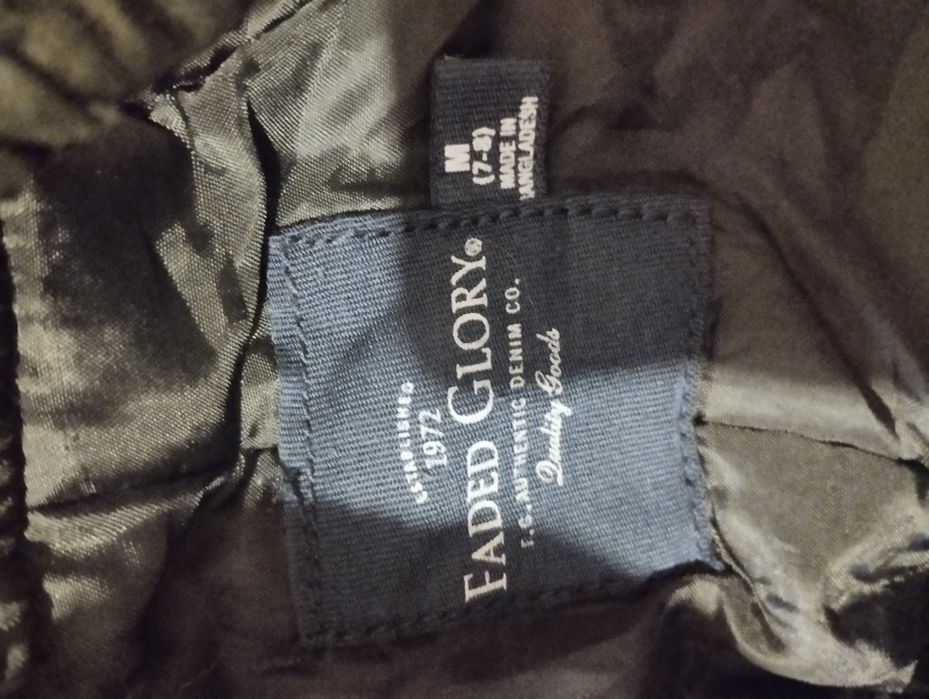 ESTABLISHED
1972
FADED GLORY®
F.G. AUTHENTIC DENIM CO.
Quality Goods
M
(7-8)
MADE IN
BANGLADESH